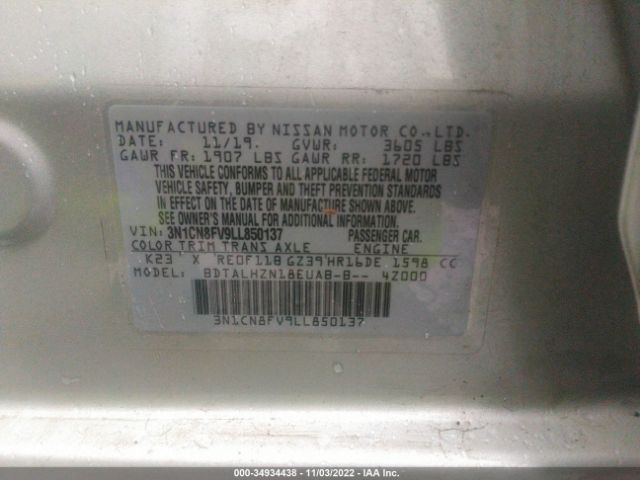 MANUFACTURED BY NISSAN MOTOR CO.,LTD.
DATE: 11/19. GVWR: 3605 LBS
GAWR FR: 1907 LBS GAWR RR: 1720 LBS
THIS VEHICLE CONFORMS TO ALL APPLICABLE FEDERAL MOTOR
VEHICLE SAFETY, BUMPER AND THEFT PREVENTION STANDARDS
IN EFFECT ON THE DATE OF MANUFACTURE SHOWN ABOVE.
SEE OWNER'S MANUAL FOR ADDITIONAL INFORMATION.
VIN: 3N1CN8FV9LL850137 PASSENGER CAR.
COLOR TRIM TRANS AXLE ENGINE
K23 X RE0F11B GZ39 HR16DE 1598 CC
MODEL: BDTALHZN18EUAB-B-- 4Z000
3N1CN8FV9LL850137
000-34934438 - 11/03/2022 - IAA Inc.